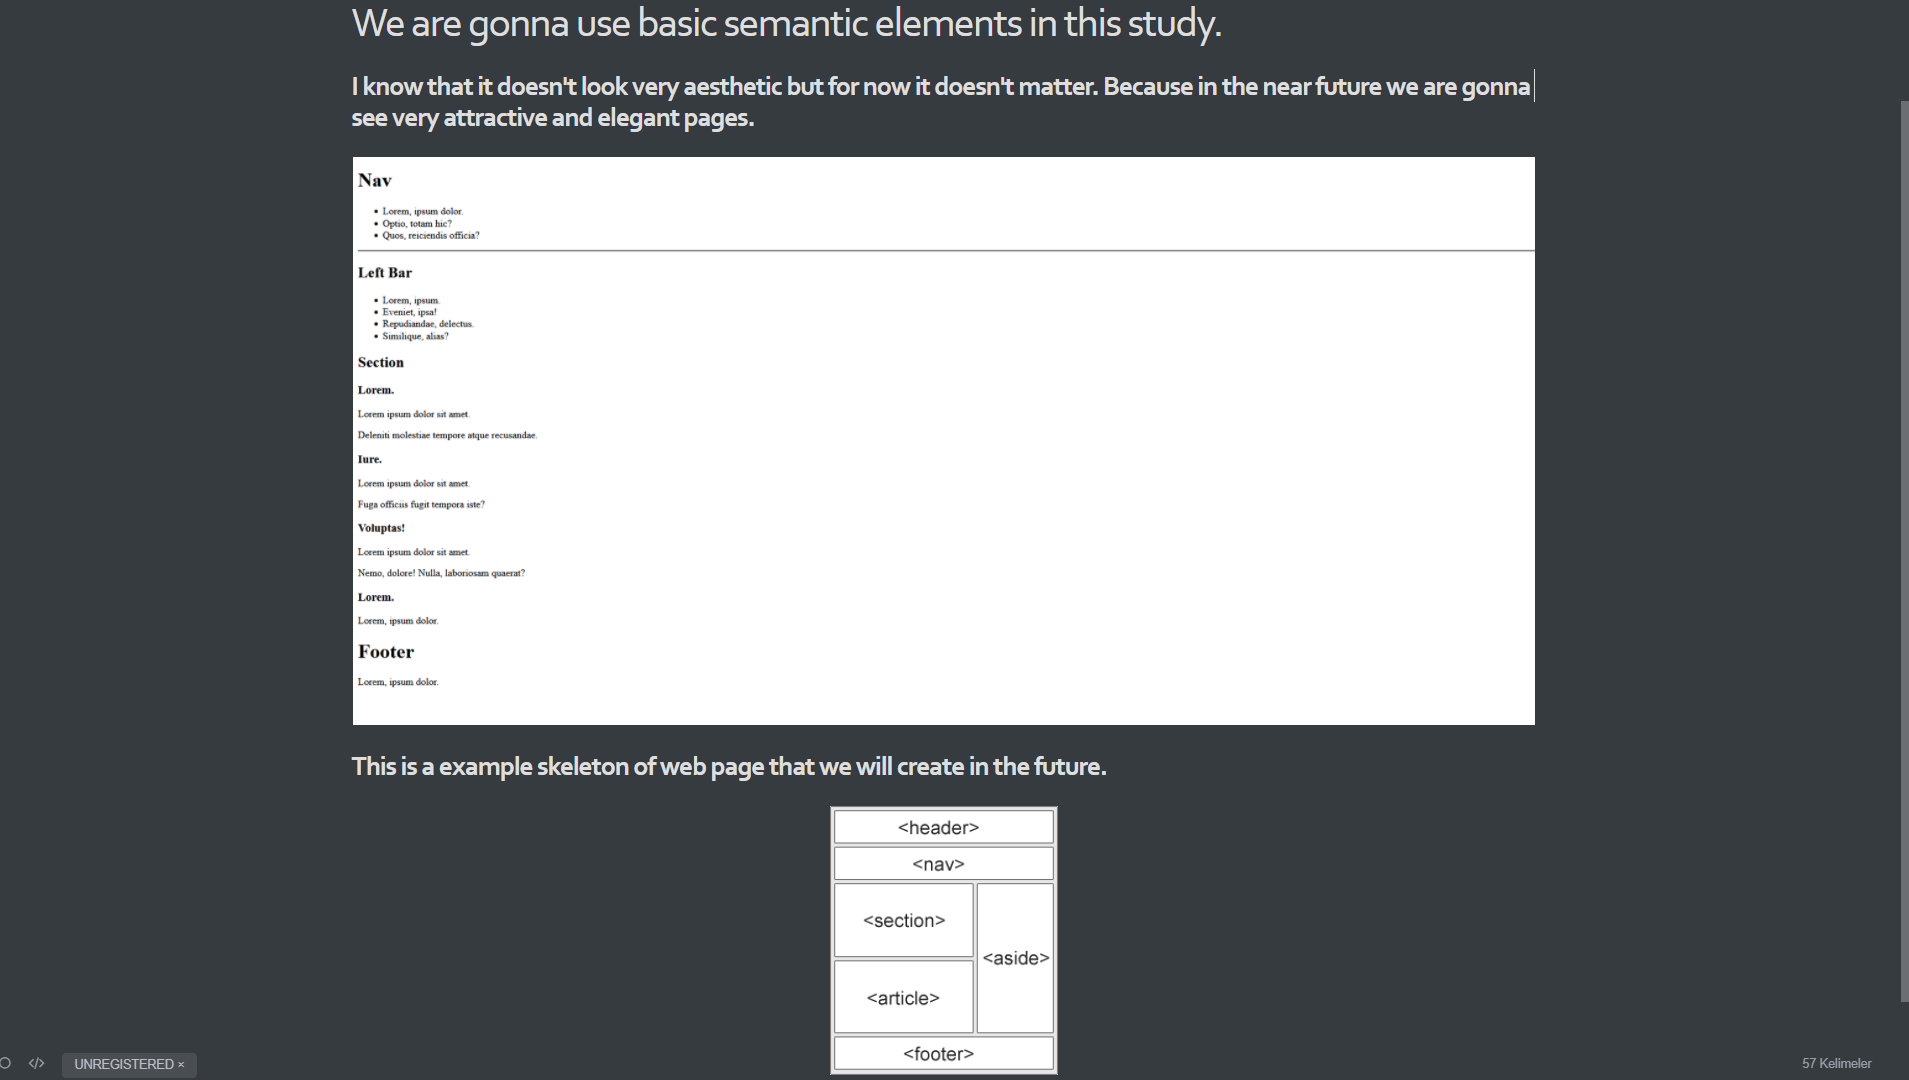 We are gonna use basic semantic elements in this study.
I know that it doesn't look very aesthetic but for now it doesn't matter. Because in the near future we are gonna
see very attractive and elegant pages.
Nav
• Lorem, ipsum dolor.
• Optio, totam hic?
• Quos, reiciendis officia?
Left Bar
• Lorem, ipsum.
• Eveniet, ipsa!
• Repudiandae, delectus.
• Similique, alias?
Section
Lorem.
Lorem ipsum dolor sit amet.
Deleniti molestiae tempore atque recusandae.
Iure.
Lorem ipsum dolor sit amet.
Fuga officiis fugit tempora iste?
Voluptas!
Lorem ipsum dolor sit amet.
Nemo, dolore! Nulla, laboriosam quaerat?
Lorem.
Lorem, ipsum dolor.
Footer
Lorem, ipsum dolor.
This is a example skeleton of web page that we will create in the future.
<header>
<nav>
<section>
<aside>
<article>
<footer>
</> UNREGISTERED ×
57 Kelimeler